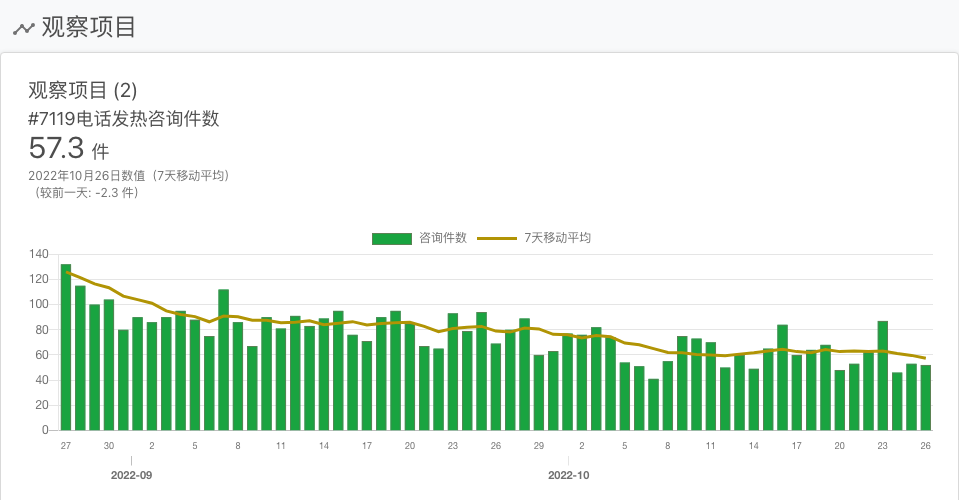 观察项目
观察项目 (2)
#7119电话发热咨询件数
57.3 件
2022年10月26日数值（7天移动平均）
（较前一天: -2.3 件）
咨询件数 7天移动平均
140
120
100
80
60
40
20
0
27 30 2 5 8 11 14 17 20 23 26 29 2 5 8 11 14 17 20 23 26
2022-09 2022-10